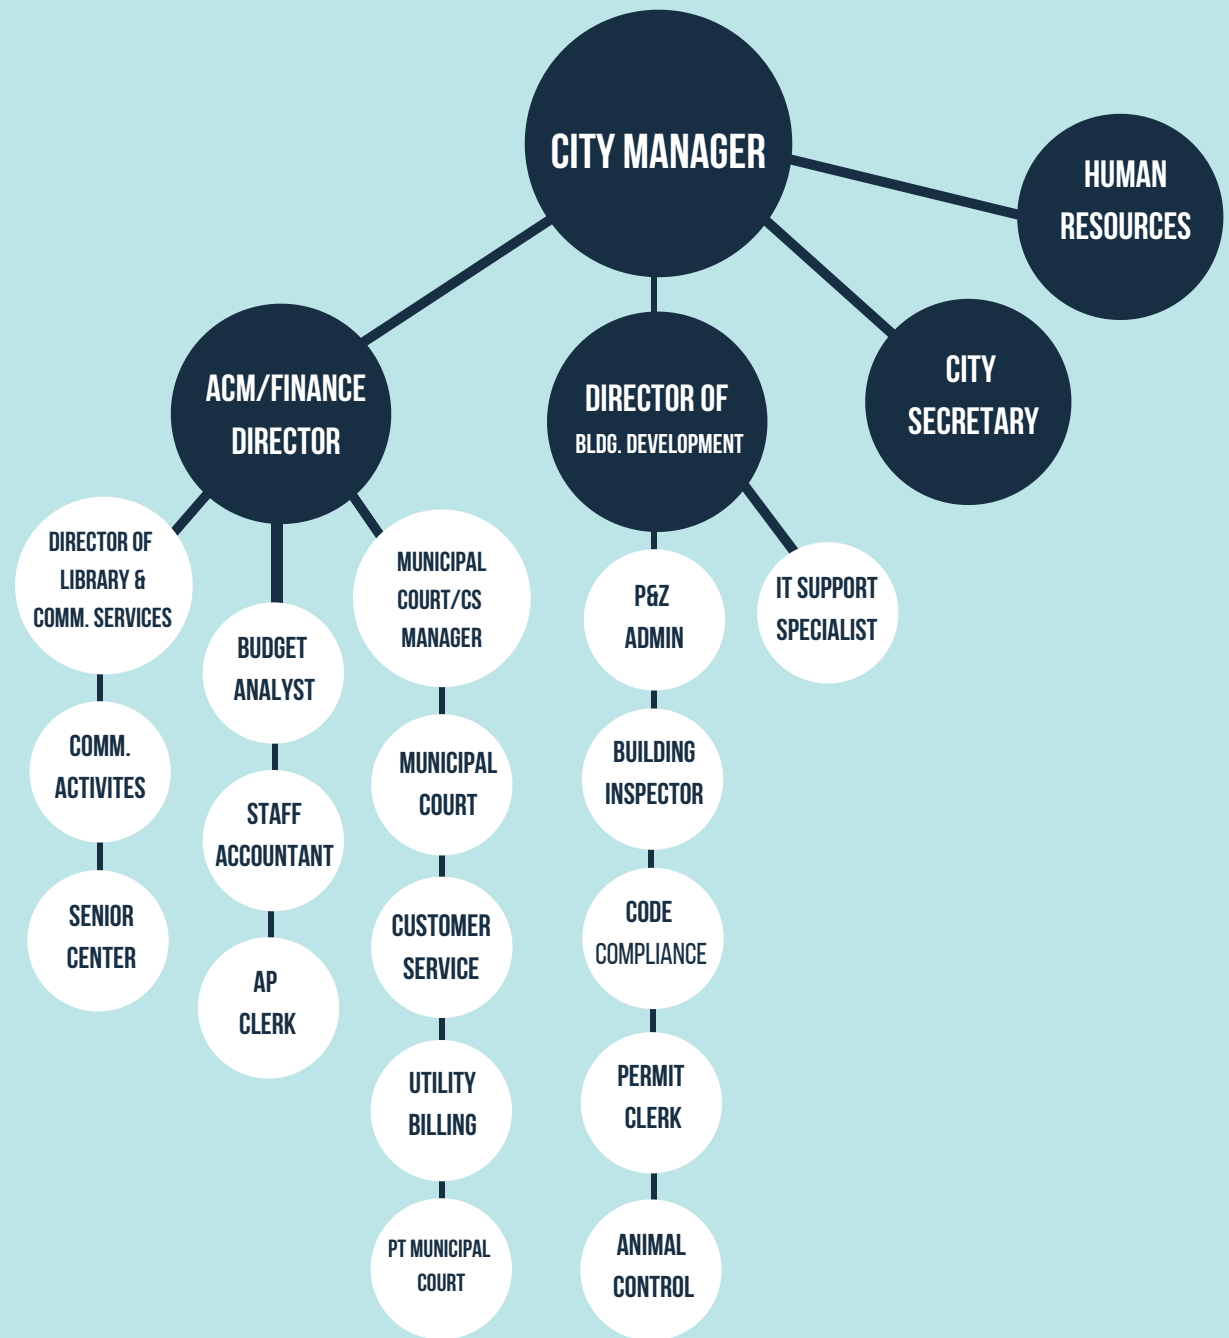 CITY MANAGER
HUMAN
RESOURCES
ACM/FINANCE
DIRECTOR
DIRECTOR OF
BLDG. DEVELOPMENT
CITY
SECRETARY
DIRECTOR OF
LIBRARY &
COMM. SERVICES
COMM.
ACTIVITES
SENIOR
CENTER
BUDGET
ANALYST
STAFF
ACCOUNTANT
AP
CLERK
MUNICIPAL
COURT/CS
MANAGER
MUNICIPAL
COURT
CUSTOMER
SERVICE
UTILITY
BILLING
PT MUNICIPAL
COURT
P&Z
ADMIN
BUILDING
INSPECTOR
CODE
COMPLIANCE
PERMIT
CLERK
ANIMAL
CONTROL
IT SUPPORT
SPECIALIST